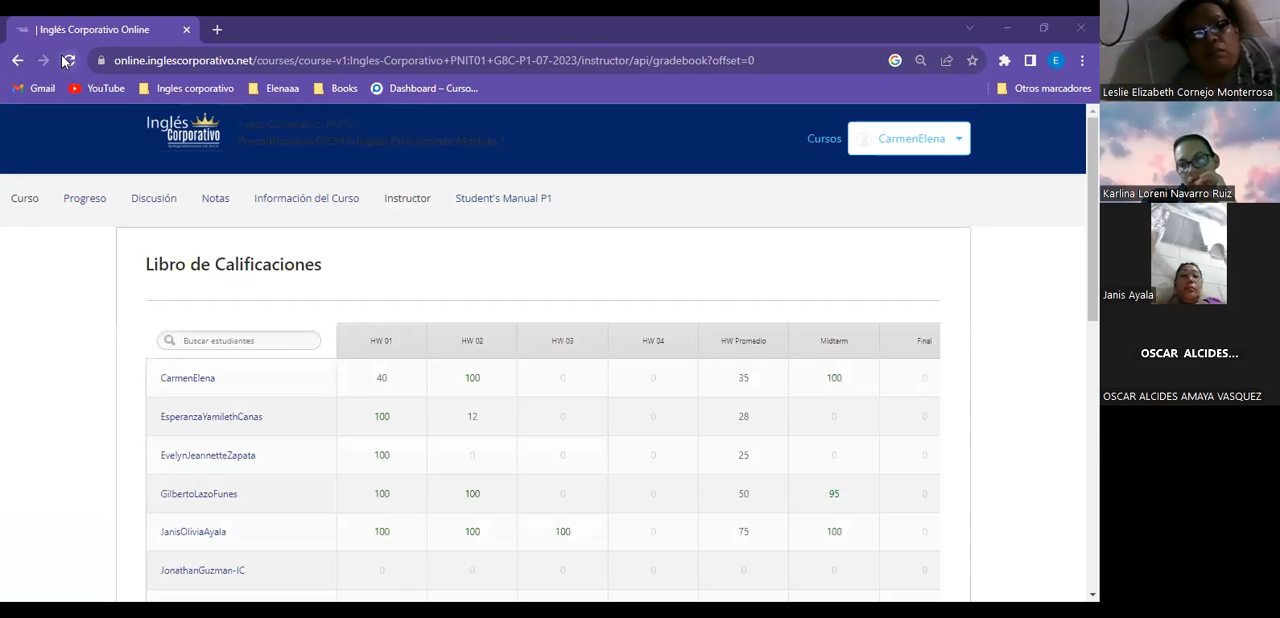 | Inglés Corporativo Online
online.inglescorporativo.net/courses/course-v1:Ingles-Corporativo+PNIT01+G8C-P1-07-2023/instructor/api/gradebook?offset=0
Gmail YouTube Ingles corporativo Elenaaa Books Dashboard – Curso... Otros marcadores
E
Inglés Corporativo
Cursos CarmenElena
Curso Progreso Discusión Notas Información del Curso Instructor Student's Manual P1
Libro de Calificaciones
Buscar estudiantes HW 01 HW 02 HW 03 HW 04 HW Promedio Midterm Final
CarmenElena 40 100 0 0 35 100 0
EsperanzaYamilethCanas 100 12 0 0 28 0 0
EvelynJeannetteZapata 100 0 0 0 25 0 0
GilbertoLazoFunes 100 100 0 0 50 95 0
JanisOliviaAyala 100 100 100 0 75 100 0
JonathanGuzman-IC 0 0 0 0 0 0 0
Leslie Elizabeth Cornejo Monterrosa
Karlina Loreni Navarro Ruiz
Janis Ayala
OSCAR ALCIDES...
OSCAR ALCIDES AMAYA VASQUEZ